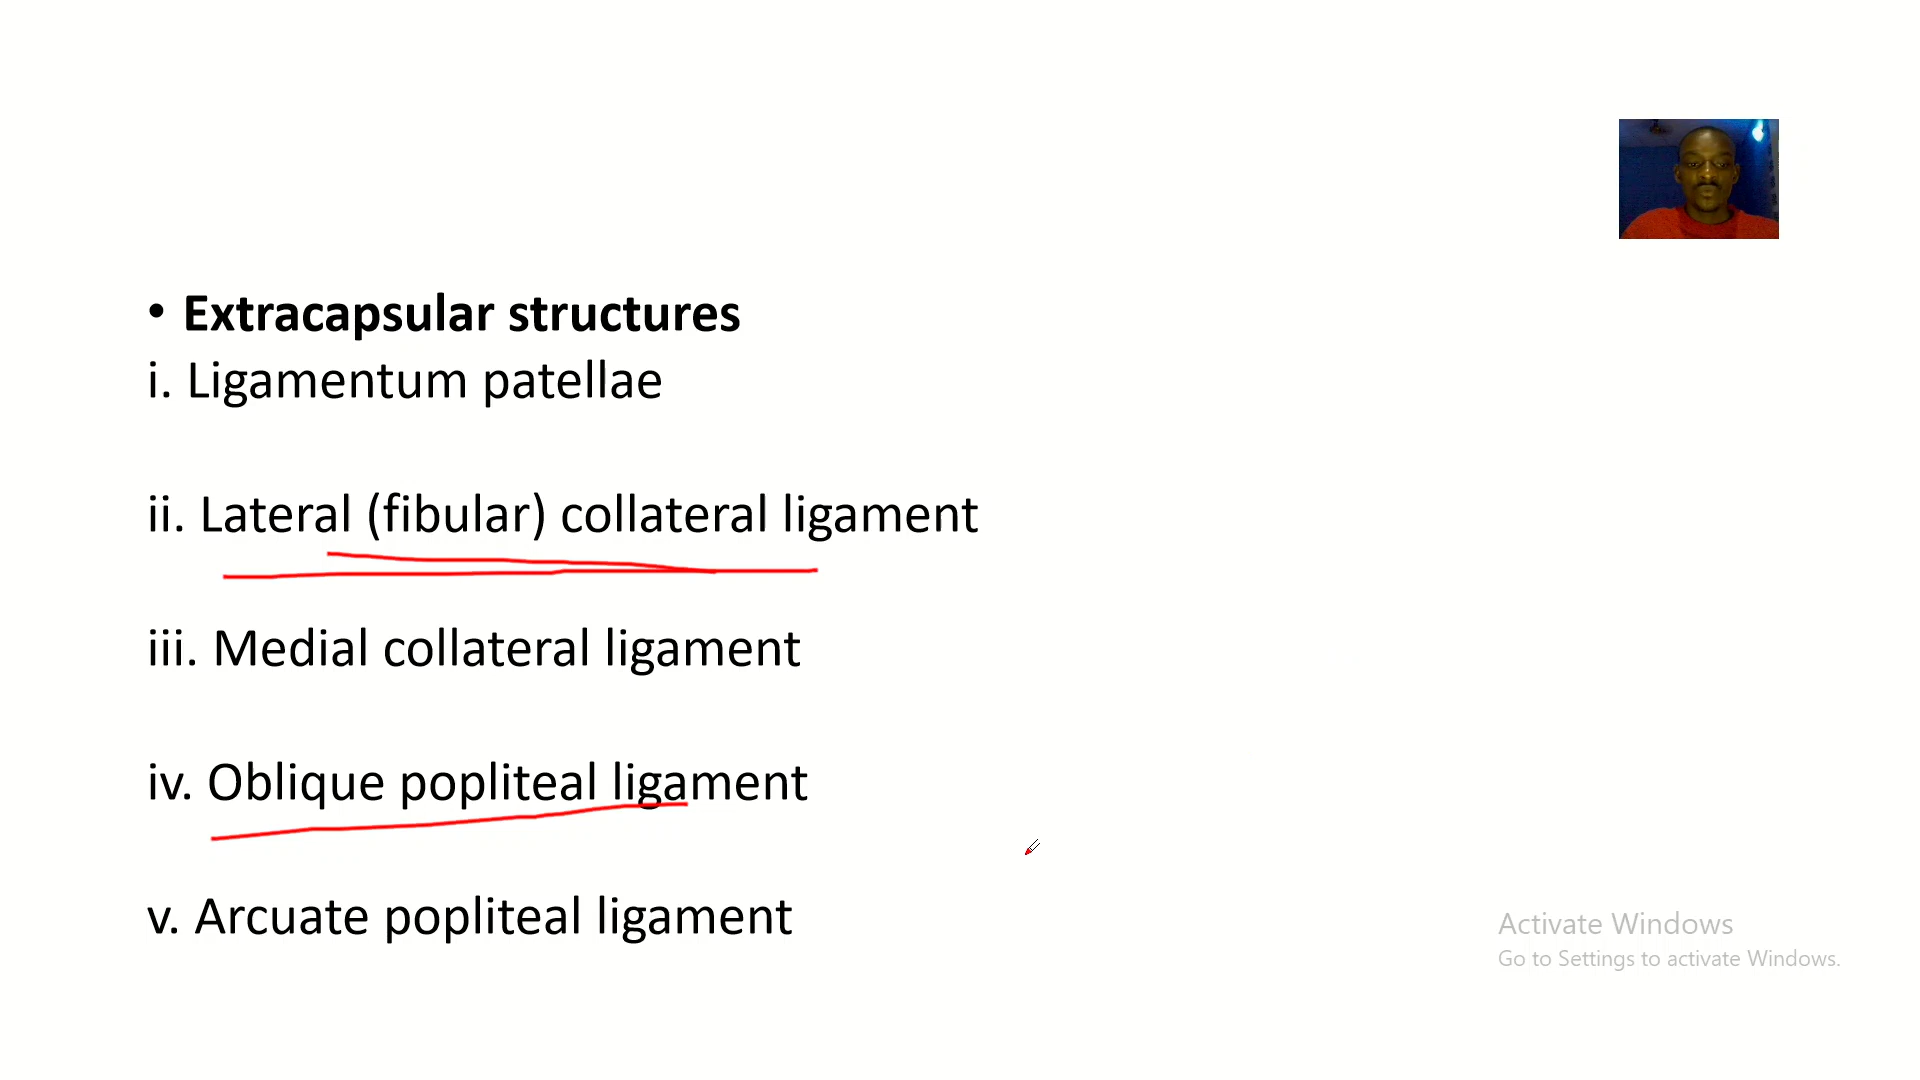 • Extracapsular structures
i. Ligamentum patellae
ii. Lateral (fibular) collateral ligament
iii. Medial collateral ligament
iv. Oblique popliteal ligament
v. Arcuate popliteal ligament
Activate Windows
Go to Settings to activate Windows.